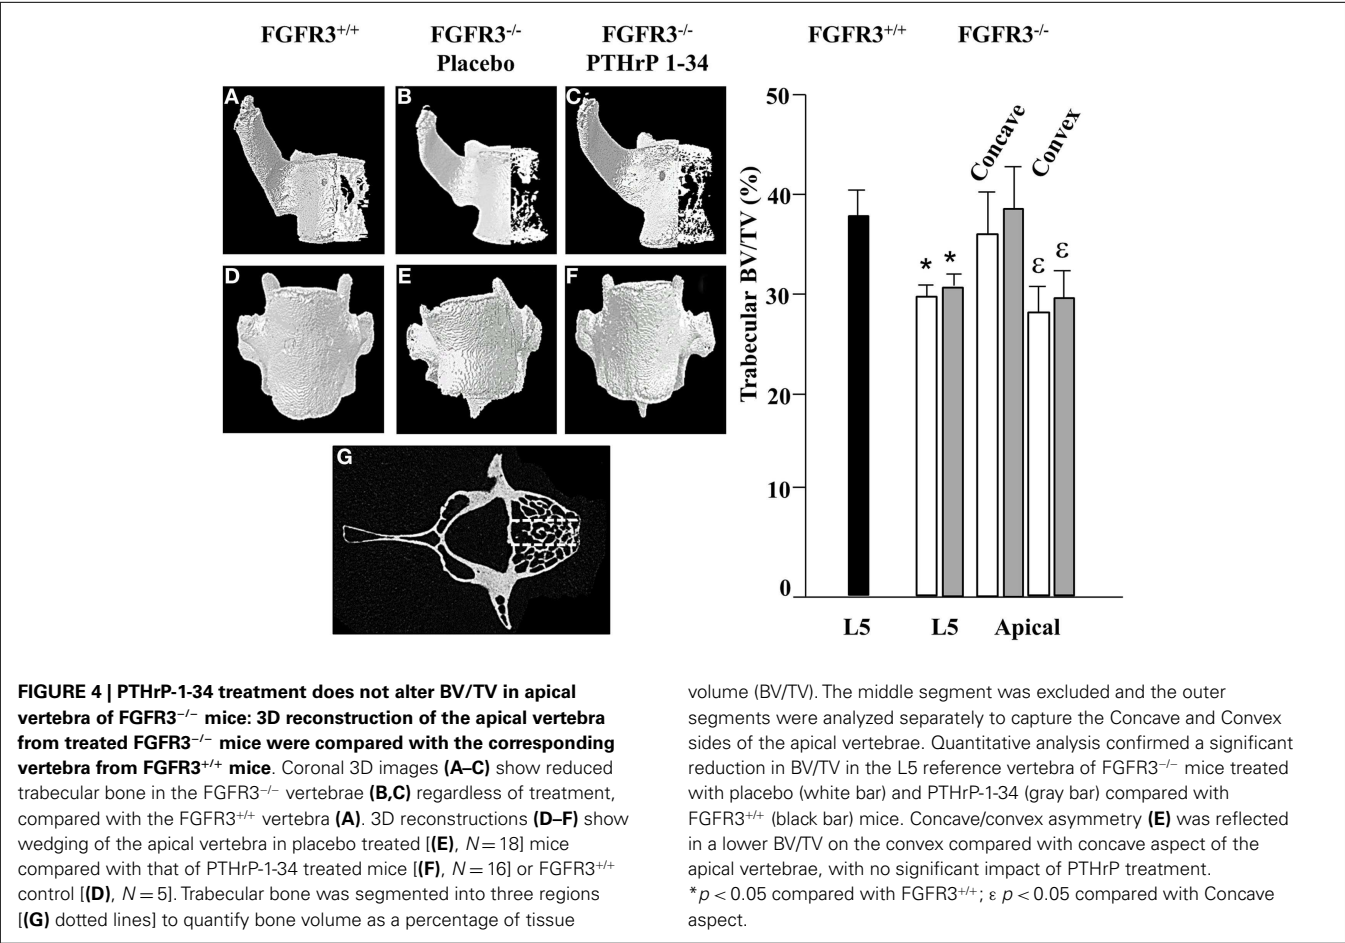 FGFR3+/+
FGFR3-/-
Placebo
FGFR3-/-
PTHrP 1-34
A
B
C
D
E
F
G
FGFR3+/+
FGFR3-/-
Trabecular BV/TV (%)
50
40
30
20
10
0
* *
Concave
Convex
ε ε
L5
L5
Apical
FIGURE 4 | PTHrP-1-34 treatment does not alter BV/TV in apical
vertebra of FGFR3−/− mice: 3D reconstruction of the apical vertebra
from treated FGFR3−/− mice were compared with the corresponding
vertebra from FGFR3+/+ mice. Coronal 3D images (A–C) show reduced
trabecular bone in the FGFR3−/− vertebrae (B,C) regardless of treatment,
compared with the FGFR3+/+ vertebra (A). 3D reconstructions (D–F) show
wedging of the apical vertebra in placebo treated [(E), N = 18] mice
compared with that of PTHrP-1-34 treated mice [(F), N = 16] or FGFR3+/+
control [(D), N = 5]. Trabecular bone was segmented into three regions
[(G) dotted lines] to quantify bone volume as a percentage of tissue
volume (BV/TV). The middle segment was excluded and the outer
segments were analyzed separately to capture the Concave and Convex
sides of the apical vertebrae. Quantitative analysis confirmed a significant
reduction in BV/TV in the L5 reference vertebra of FGFR3−/− mice treated
with placebo (white bar) and PTHrP-1-34 (gray bar) compared with
FGFR3+/+ (black bar) mice. Concave/convex asymmetry (E) was reflected
in a lower BV/TV on the convex compared with concave aspect of the
apical vertebrae, with no significant impact of PTHrP treatment.
*p < 0.05 compared with FGFR3+/+; ε p < 0.05 compared with Concave
aspect.